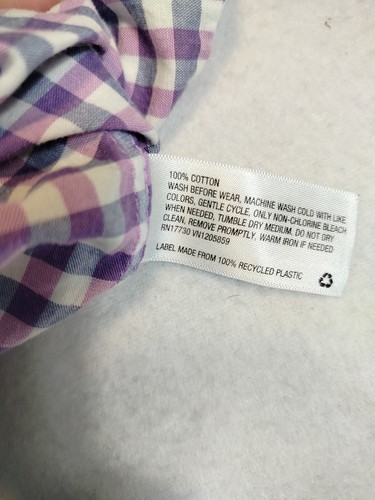 100% COTTON
WASH BEFORE WEAR, MACHINE WASH COLD WITH LIKE
COLORS, GENTLE CYCLE, ONLY NON-CHLORINE BLEACH
WHEN NEEDED, TUMBLE DRY MEDIUM. DO NOT DRY
CLEAN, REMOVE PROMPTLY, WARM IRON IF NEEDED
RN17730 VN1205859
LABEL MADE FROM 100% RECYCLED PLASTIC